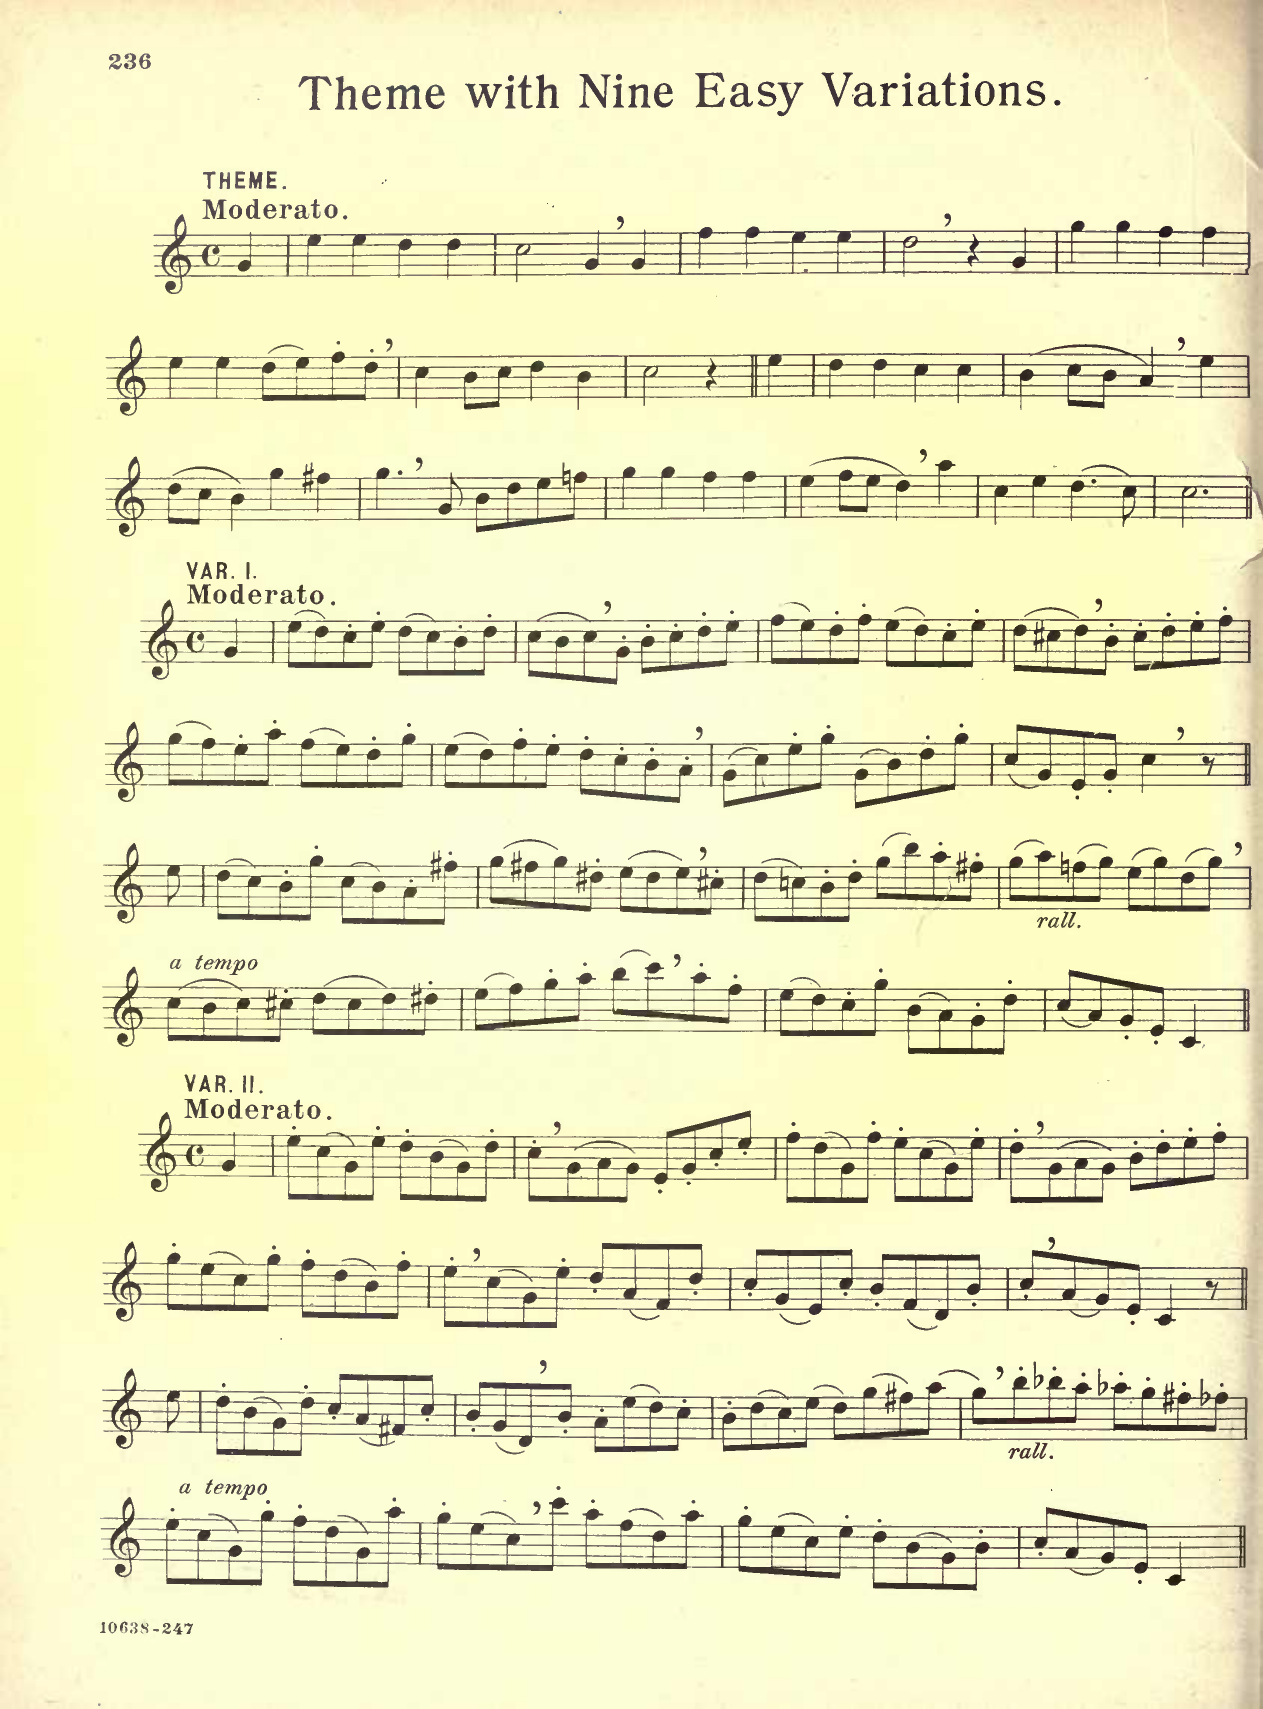 236
Theme with Nine Easy Variations.
THEME.
Moderato.
VAR. I.
Moderato.
rall.
a tempo
VAR. II.
Moderato.
rall.
a tempo
10638-247